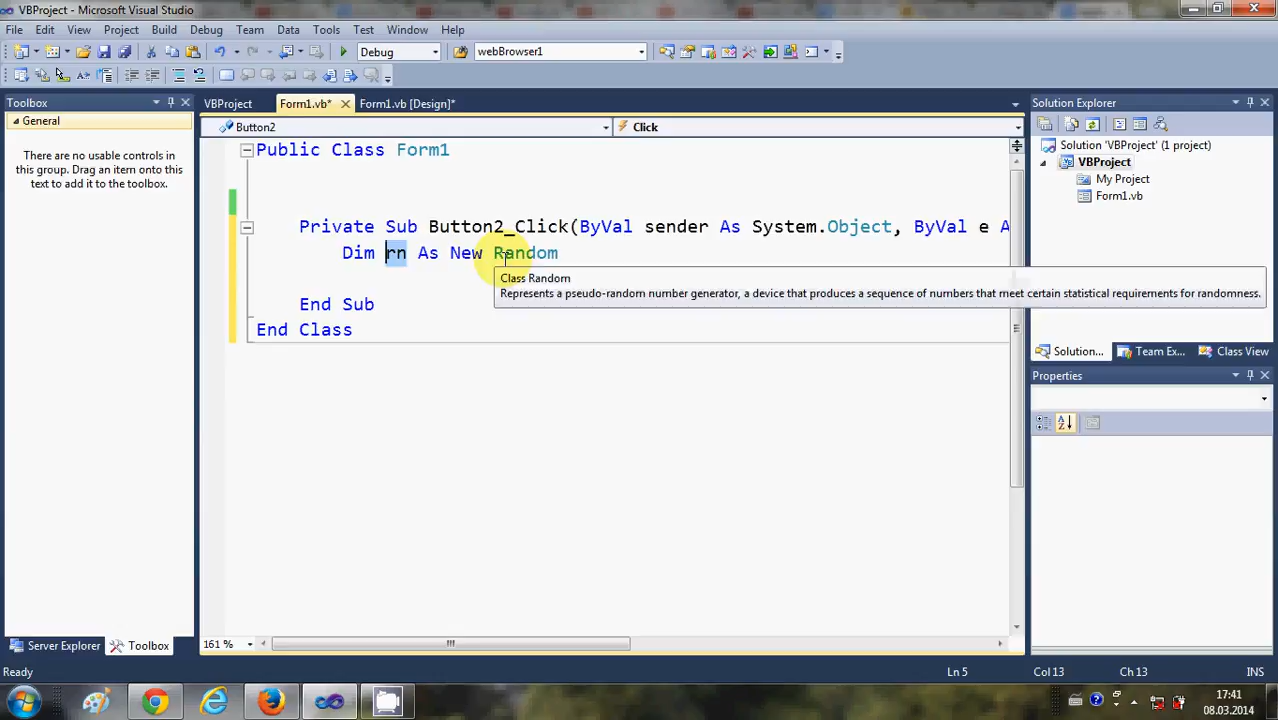 VBProject - Microsoft Visual Studio
File Edit View Project Build Debug Team Data Tools Test Window Help
Debug webBrowser1
Toolbox
VBProject Form1.vb* Form1.vb [Design]*
Solution Explorer
General
Button2 Click
There are no usable controls in this group. Drag an item onto this text to add it to the toolbox.
Public Class Form1
Private Sub Button2_Click(ByVal sender As System.Object, ByVal e A
Dim rn As New Random
Class Random
Represents a pseudo-random number generator, a device that produces a sequence of numbers that meet certain statistical requirements for randomness.
End Sub
End Class
Solution 'VBProject' (1 project)
VBProject
My Project
Form1.vb
Solution... Team Ex... Class View
Properties
161 %
Server Explorer Toolbox
Ready Ln 5 Col 13 Ch 13 INS
17:41
08.03.2014